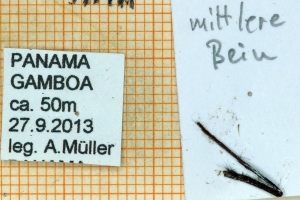 PANAMA
GAMBOA
ca. 50m
27.9.2013
leg. A.Müller
mittlere
Bein